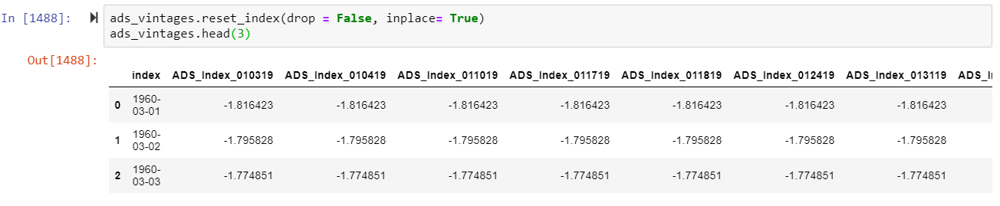 In [1488]: ads_vintages.reset_index(drop = False, inplace= True)
ads_vintages.head(3)
Out[1488]:
index ADS_Index_010319 ADS_Index_010419 ADS_Index_011019 ADS_Index_011719 ADS_Index_011819 ADS_Index_012419 ADS_Index_013119 ADS_I
0 1960-03-01 -1.816423 -1.816423 -1.816423 -1.816423 -1.816423 -1.816423 -1.816423
1 1960-03-02 -1.795828 -1.795828 -1.795828 -1.795828 -1.795828 -1.795828 -1.795828
2 1960-03-03 -1.774851 -1.774851 -1.774851 -1.774851 -1.774851 -1.774851 -1.774851